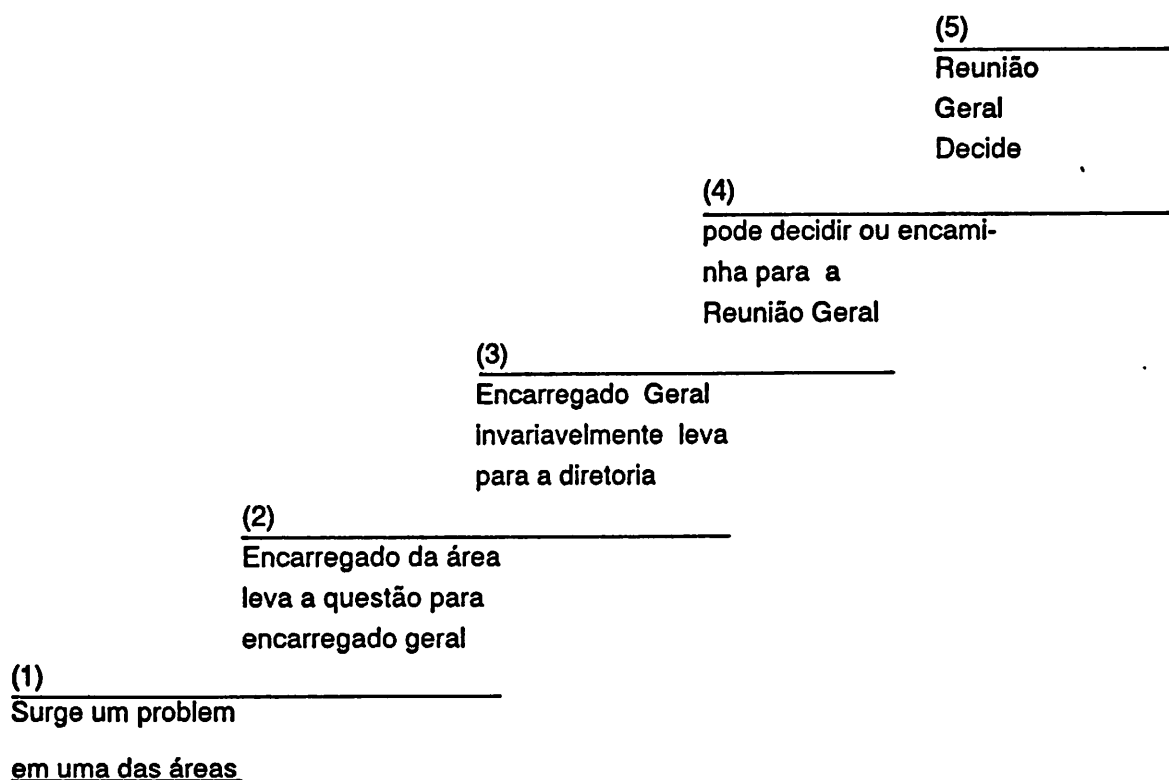 (5)
Reunião
Geral
Decide
(4)
pode decidir ou encami-
nha para a
Reunião Geral
(3)
Encarregado Geral
invariavelmente leva
para a diretoria
(2)
Encarregado da área
leva a questão para
encarregado geral
(1)
Surge um problem
em uma das áreas